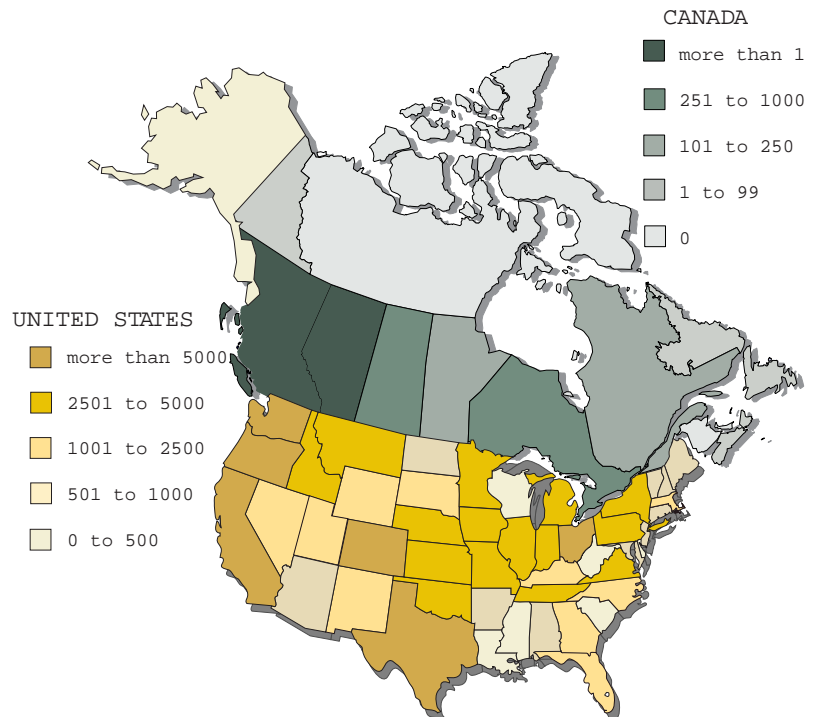 CANADA
more than 1
251 to 1000
101 to 250
1 to 99
0
UNITED STATES
more than 5000
2501 to 5000
1001 to 2500
501 to 1000
0 to 500